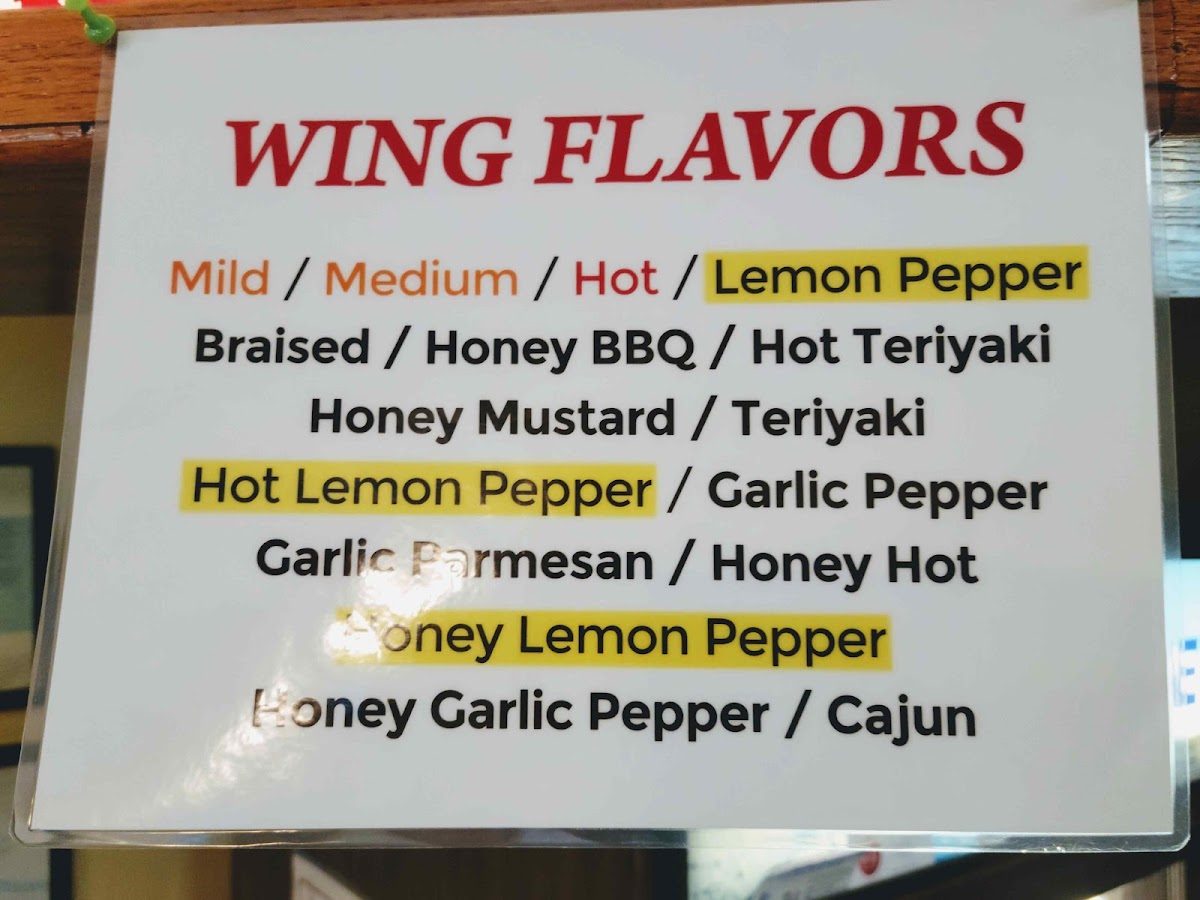 WING FLAVORS
Mild / Medium / Hot / Lemon Pepper
Braised / Honey BBQ / Hot Teriyaki
Honey Mustard / Teriyaki
Hot Lemon Pepper / Garlic Pepper
Garlic Parmesan / Honey Hot
Honey Lemon Pepper
Honey Garlic Pepper / Cajun